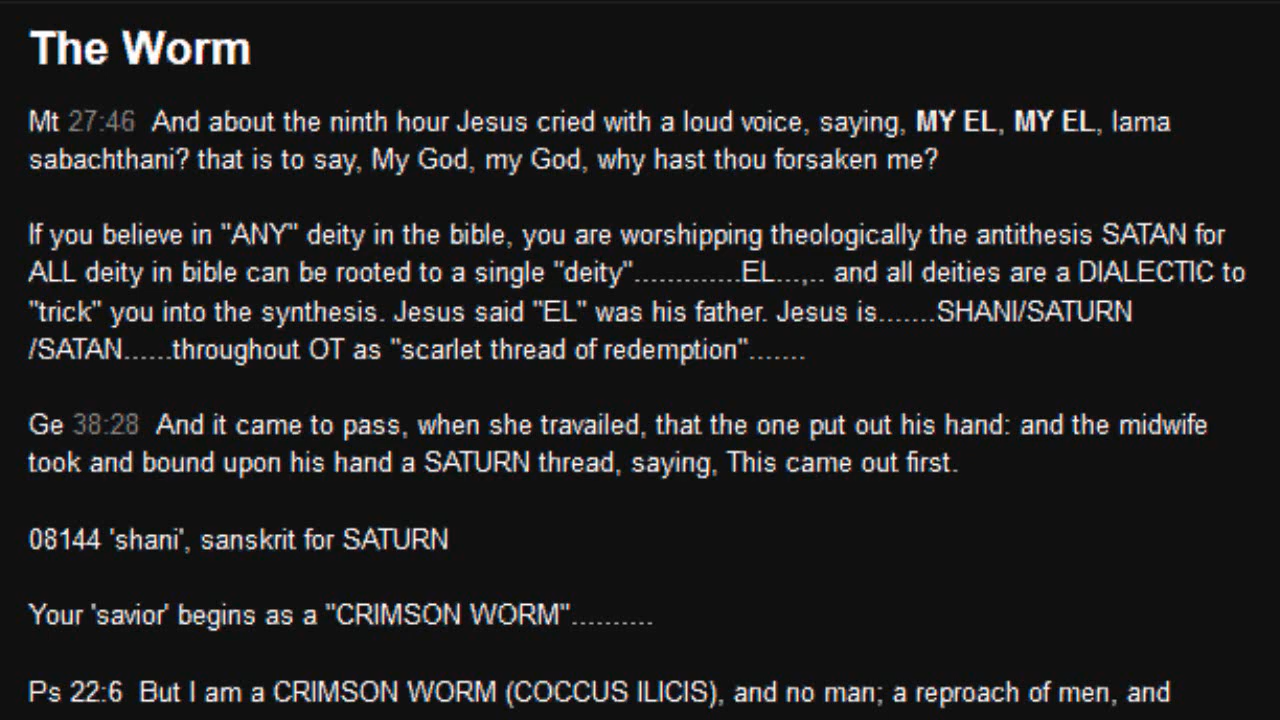 The Worm
Mt 27:46 And about the ninth hour Jesus cried with a loud voice, saying, MY EL, MY EL, lama
sabachthani? that is to say, My God, my God, why hast thou forsaken me?
If you believe in "ANY" deity in the bible, you are worshipping theologically the antithesis SATAN for
ALL deity in bible can be rooted to a single "deity".............EL...,.. and all deities are a DIALECTIC to
"trick" you into the synthesis. Jesus said "EL" was his father. Jesus is.......SHANI/SATURN
/SATAN......throughout OT as "scarlet thread of redemption".......
Ge 38:28 And it came to pass, when she travailed, that the one put out his hand: and the midwife
took and bound upon his hand a SATURN thread, saying, This came out first.
08144 'shani', sanskrit for SATURN
Your 'savior' begins as a "CRIMSON WORM"..........
Ps 22:6 But I am a CRIMSON WORM (COCCUS ILICIS), and no man; a reproach of men, and